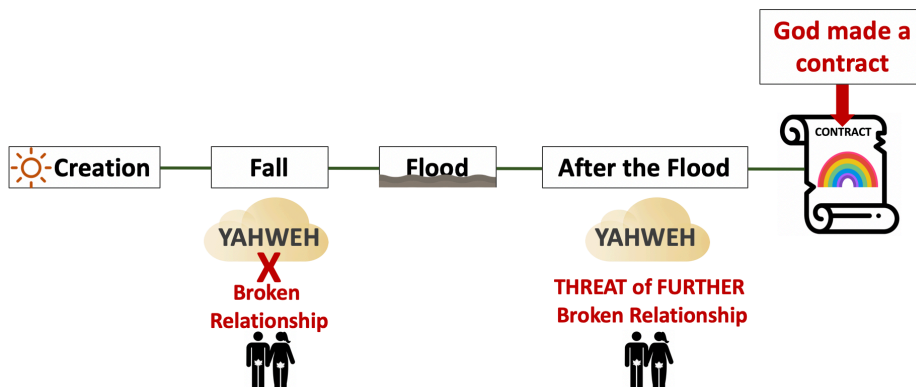 God made a
contract
CONTRACT
Creation
Fall
Flood
After the Flood
YAHWEH
X
Broken
Relationship
YAHWEH
THREAT of FURTHER
Broken Relationship